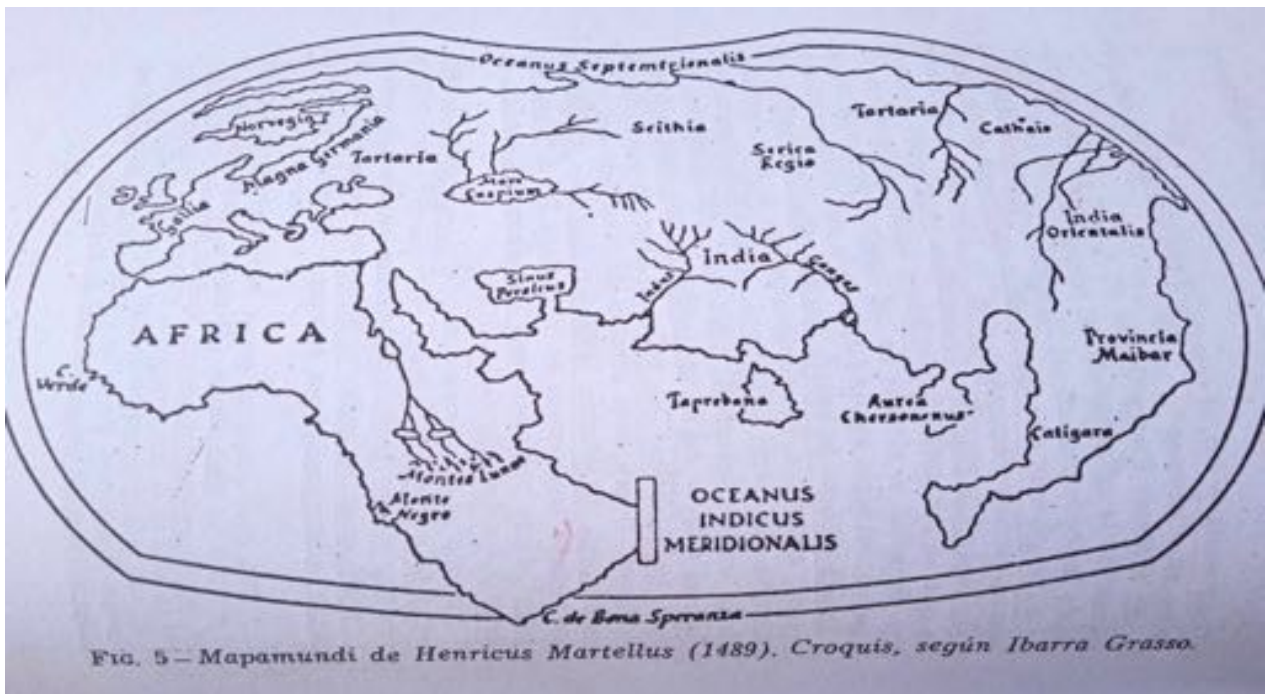 Oceanus Septemtrionalis
Norvegia
Magna Germania
Gallia
Tartaria
Scithia
Mare
Caspium
Serica
Regio
Tartaria
Cathaio
India
Orientalis
Sinus
Persicus
Indus
India
Ganges
AFRICA
C.
Verde
Provincia
Maibar
Taprobana
Aurea
Chersonenus
Catigara
Montes Lunae
Monte
Negro
OCEANUS
INDICUS
MERIDIONALIS
C. de Bona Speranza
FIG. 5 — Mapamundi de Henricus Martellus (1489). Croquis, según Ibarra Grasso.